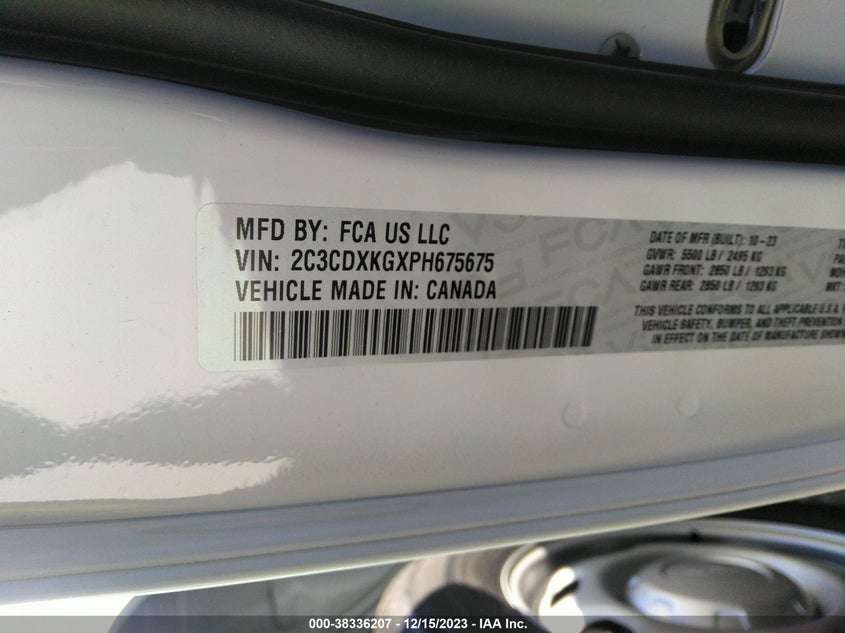 MFD BY: FCA US LLC
VIN: 2C3CDXKGXPH675675
VEHICLE MADE IN: CANADA
DATE OF MFR (BUILT): 10-23
GVWR: 5500 LB / 2495 KG
GAWR FRONT: 2850 LB / 1293 KG
GAWR REAR: 2850 LB / 1293 KG
THIS VEHICLE CONFORMS TO ALL APPLICABLE U.S.A.
VEHICLE SAFETY, BUMPER, AND THEFT PREVENTION
IN EFFECT ON THE DATE OF MANUFACTURE SHOWN
000-38336207 - 12/15/2023 - IAA Inc.